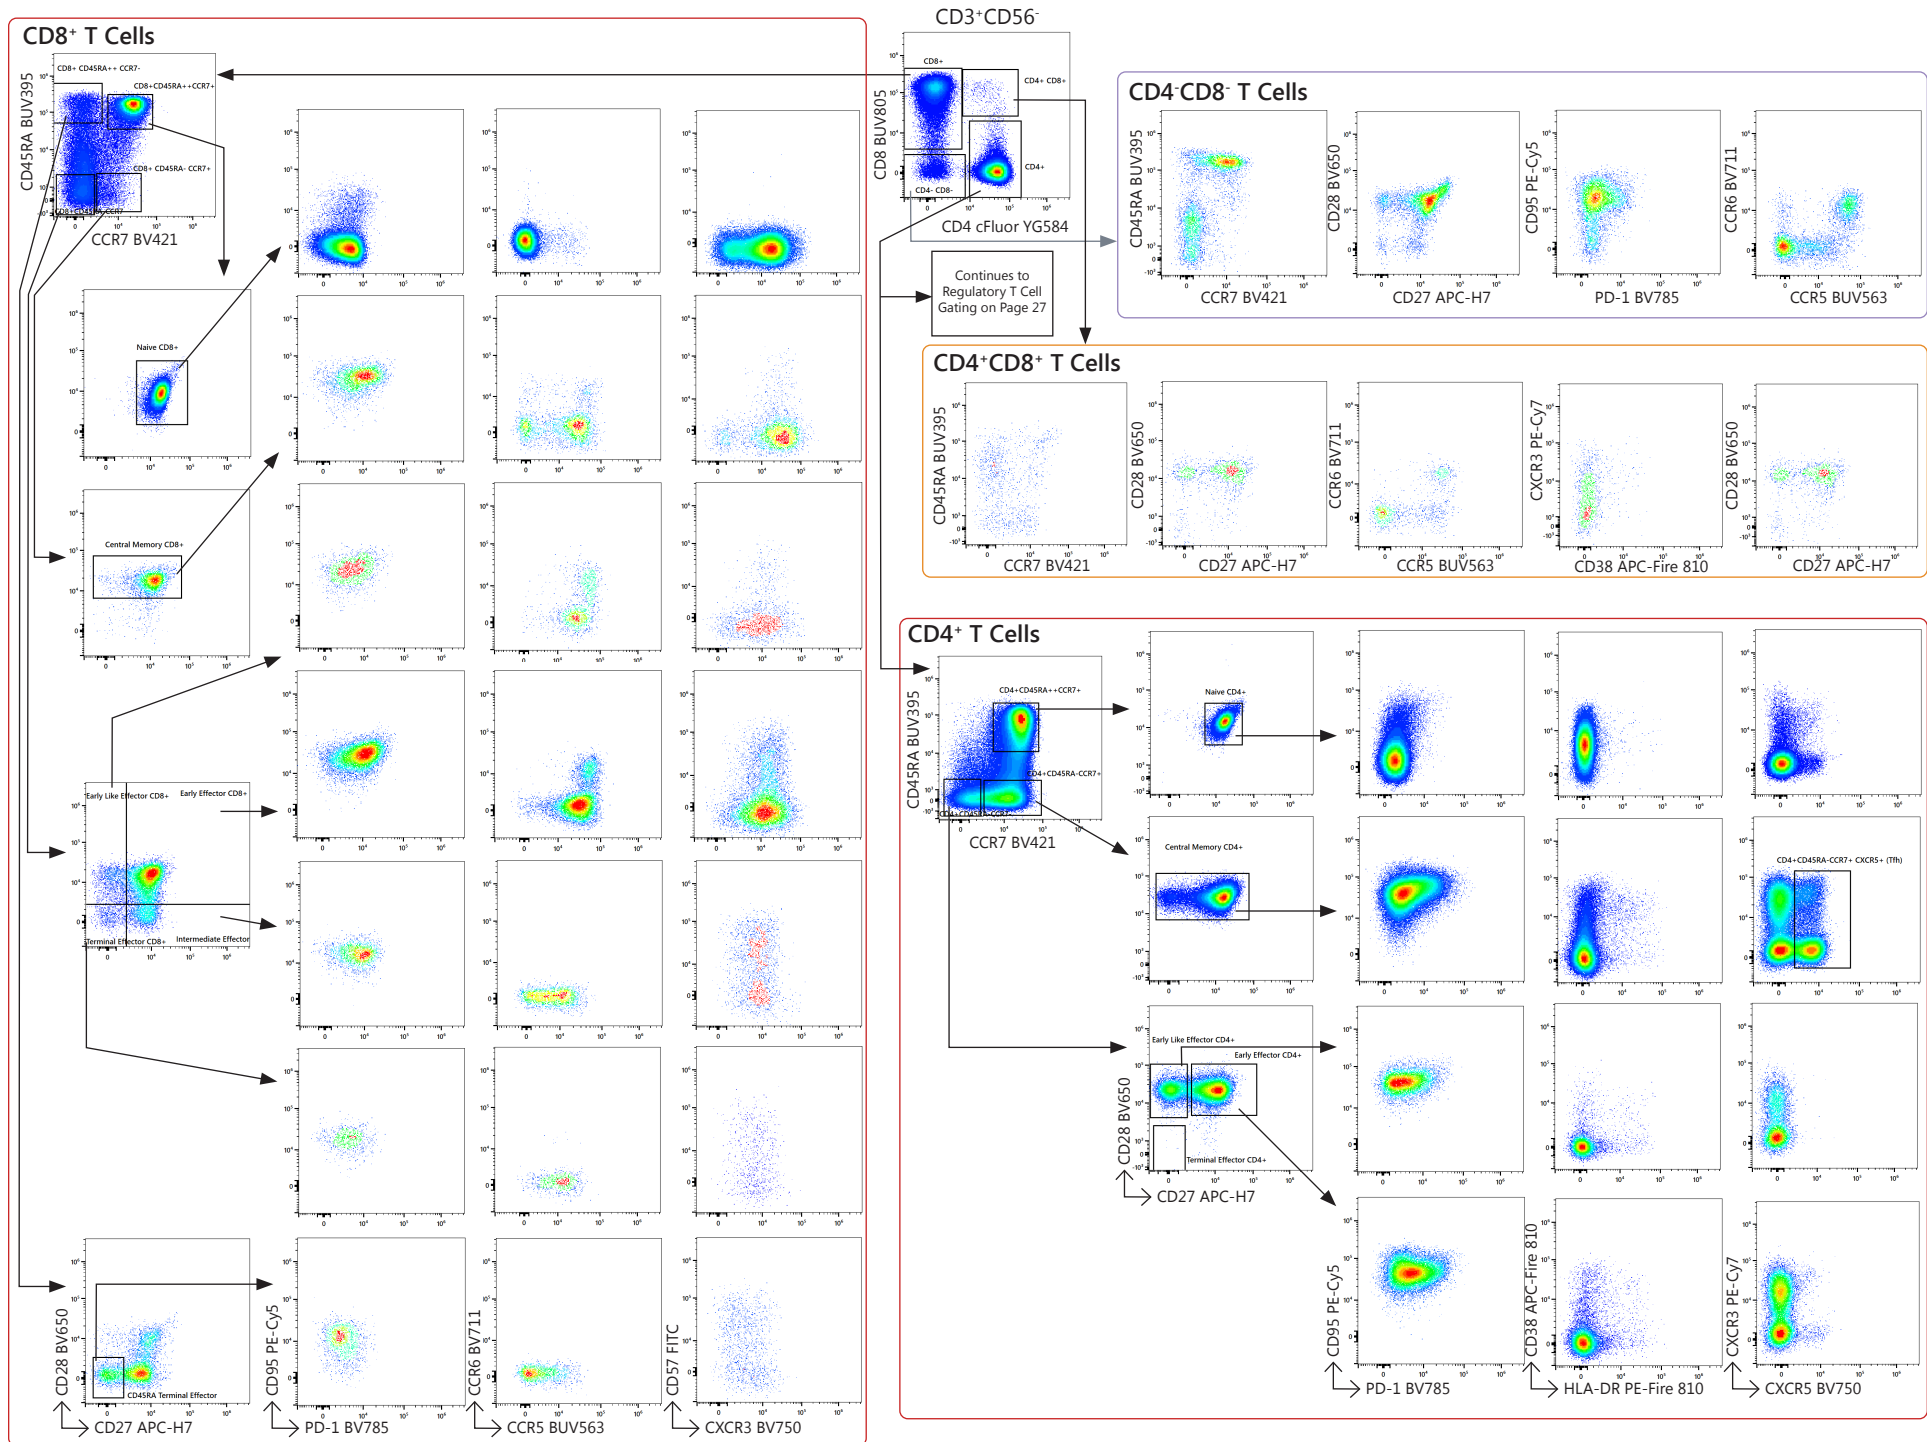 CD3⁺CD56⁻
CD8⁺ T Cells
CD8+ CD45RA++ CCR7-
CD8+CD45RA++CCR7+
CD8+ CD45RA- CCR7+
CD8+CD45RA-CCR7-
CD45RA BUV395
CCR7 BV421
Naive CD8+
Central Memory CD8+
Early Like Effector CD8+
Early Effector CD8+
Terminal Effector CD8+
Intermediate Effector
CD45RA Terminal Effector
CD28 BV650
CD27 APC-H7
CD95 PE-Cy5
PD-1 BV785
CCR6 BV711
CCR5 BUV563
CD57 FITC
CXCR3 BV750
CD8+
CD4+ CD8+
CD4+
CD4- CD8-
CD8 BUV805
CD4 cFluor YG584
Continues to
Regulatory T Cell
Gating on Page 27
CD4⁻CD8⁻ T Cells
CD45RA BUV395
CCR7 BV421
CD28 BV650
CD27 APC-H7
CD95 PE-Cy5
PD-1 BV785
CCR6 BV711
CCR5 BUV563
CD4⁺CD8⁺ T Cells
CD45RA BUV395
CCR7 BV421
CD28 BV650
CD27 APC-H7
CCR6 BV711
CCR5 BUV563
CXCR3 PE-Cy7
CD38 APC-Fire 810
CD28 BV650
CD27 APC-H7
CD4⁺ T Cells
CD4+CD45RA++CCR7+
CD4+CD45RA-CCR7+
CD4+CD45RA-CCR7-
CD45RA BUV395
CCR7 BV421
Naive CD4+
Central Memory CD4+
CD4+CD45RA-CCR7+ CXCR5+ (Tfh)
Early Like Effector CD4+
Early Effector CD4+
Terminal Effector CD4+
CD28 BV650
CD27 APC-H7
CD95 PE-Cy5
PD-1 BV785
CD38 APC-Fire 810
HLA-DR PE-Fire 810
CXCR3 PE-Cy7
CXCR5 BV750